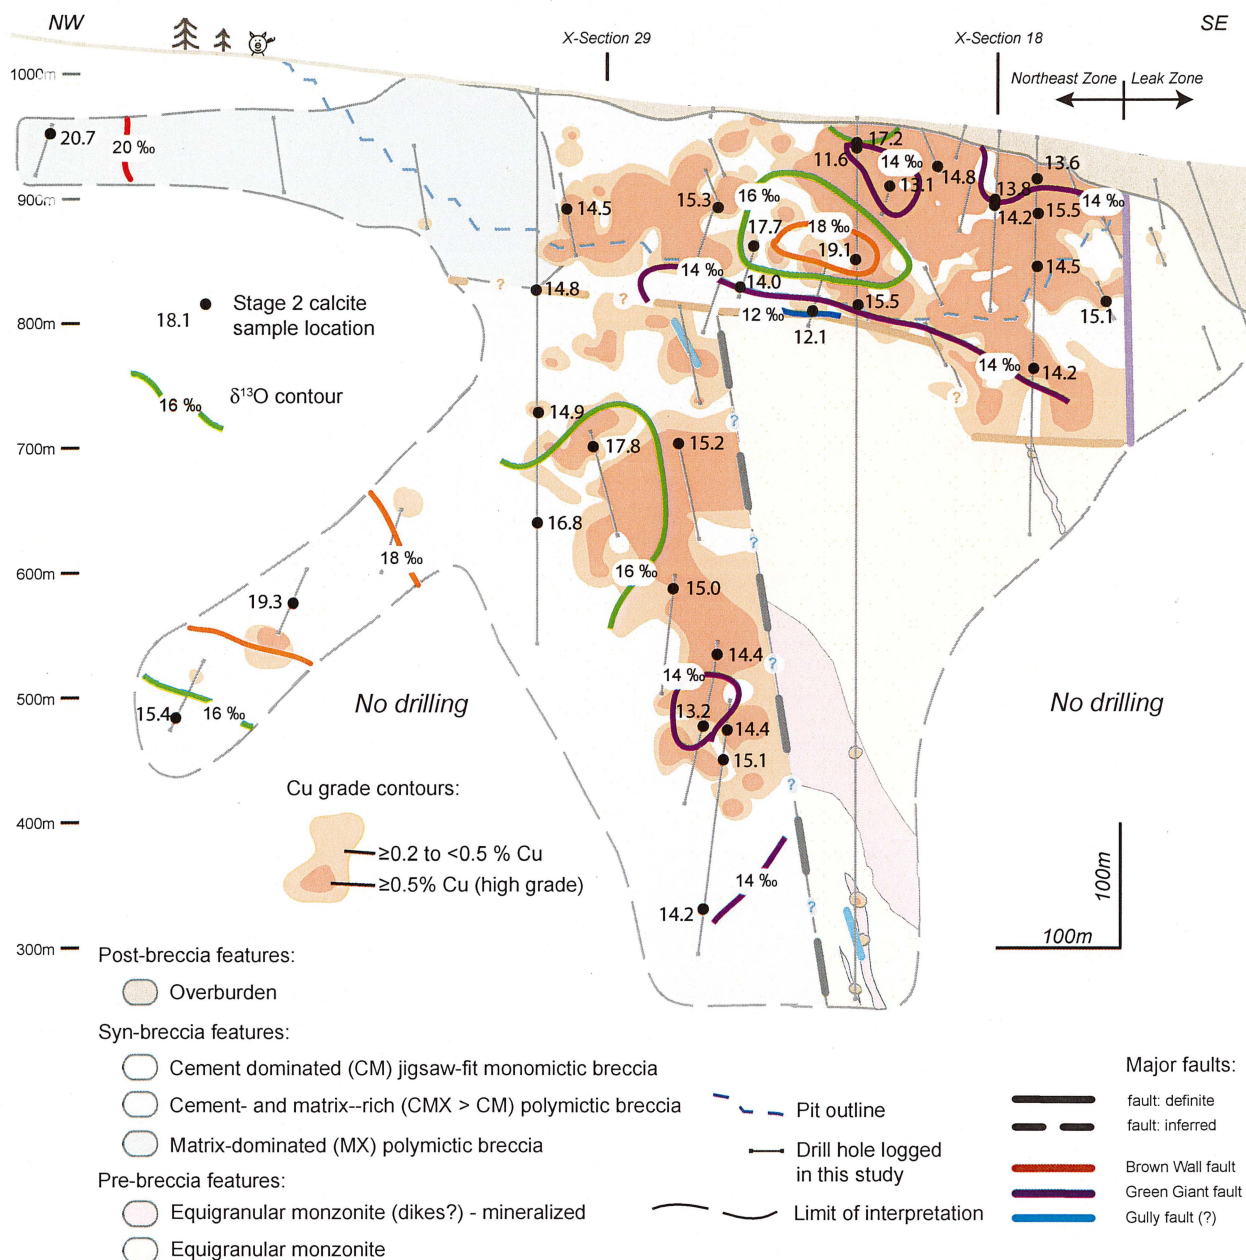 NW
SE
X-Section 29
X-Section 18
Northeast Zone
Leak Zone
1000m
20.7
20 ‰
17.2
11.6
14 ‰
13.1
14.8
13.6
13.8
14.2
15.5
14 ‰
900m
14.5
15.3
16 ‰
17.7
18 ‰
19.1
14.5
14 ‰
14.0
15.5
15.1
14.8
?
?
12 ‰
12.1
18.1
Stage 2 calcite
sample location
800m
14 ‰
14.2
?
16 ‰
δ¹³O contour
14.9
?
700m
17.8
15.2
16.8
?
18 ‰
16 ‰
600m
19.3
15.0
14.4
?
14 ‰
500m
15.4
16 ‰
No drilling
13.2
14.4
No drilling
15.1
?
Cu grade contours:
400m
≥0.2 to <0.5 % Cu
≥0.5% Cu (high grade)
14 ‰
14.2
?
100m
100m
300m
Post-breccia features:
Overburden
Syn-breccia features:
Cement dominated (CM) jigsaw-fit monomictic breccia
Cement- and matrix--rich (CMX > CM) polymictic breccia
Matrix-dominated (MX) polymictic breccia
Pre-breccia features:
Equigranular monzonite (dikes?) - mineralized
Equigranular monzonite
Pit outline
Drill hole logged
in this study
Limit of interpretation
Major faults:
fault: definite
fault: inferred
Brown Wall fault
Green Giant fault
Gully fault (?)